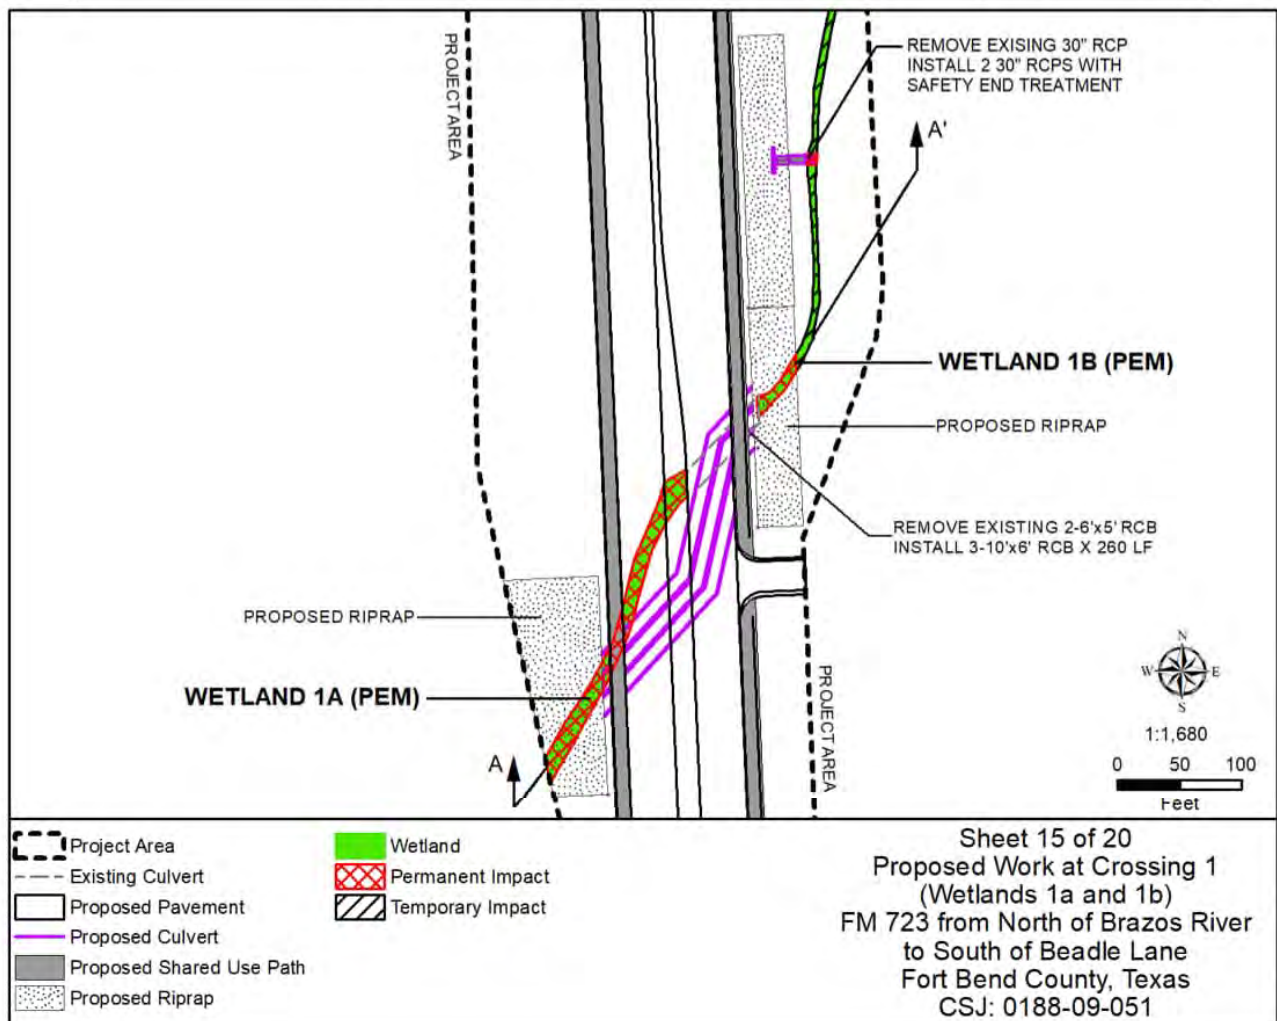 PROJECT AREA
REMOVE EXISING 30" RCP
INSTALL 2 30" RCPS WITH
SAFETY END TREATMENT
A'
WETLAND 1B (PEM)
PROPOSED RIPRAP
REMOVE EXISTING 2-6'x5' RCB
INSTALL 3-10'x6' RCB X 260 LF
PROPOSED RIPRAP
WETLAND 1A (PEM)
PROJECT AREA
A
N
W
E
S
1:1,680
0 50 100
Feet
Project Area
Existing Culvert
Proposed Pavement
Proposed Culvert
Proposed Shared Use Path
Proposed Riprap
Wetland
Permanent Impact
Temporary Impact
Sheet 15 of 20
Proposed Work at Crossing 1
(Wetlands 1a and 1b)
FM 723 from North of Brazos River
to South of Beadle Lane
Fort Bend County, Texas
CSJ: 0188-09-051